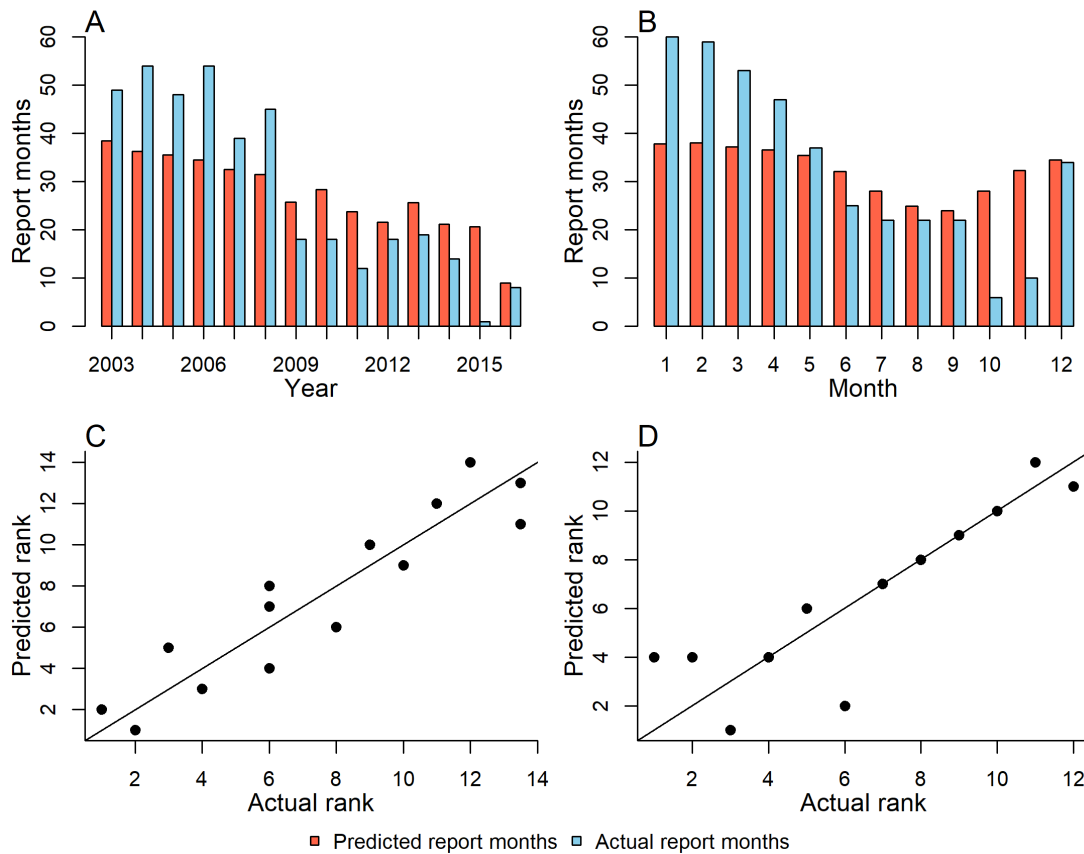 A
Report months
0 10 20 30 40 50 60
2003 2006 2009 2012 2015
Year
B
Report months
0 10 20 30 40 50 60
1 2 3 4 5 6 7 8 9 10 12
Month
C
Predicted rank
2 4 6 8 10 12 14
2 4 6 8 10 12 14
Actual rank
D
Predicted rank
2 4 6 8 10 12
2 4 6 8 10 12
Actual rank
Predicted report months Actual report months